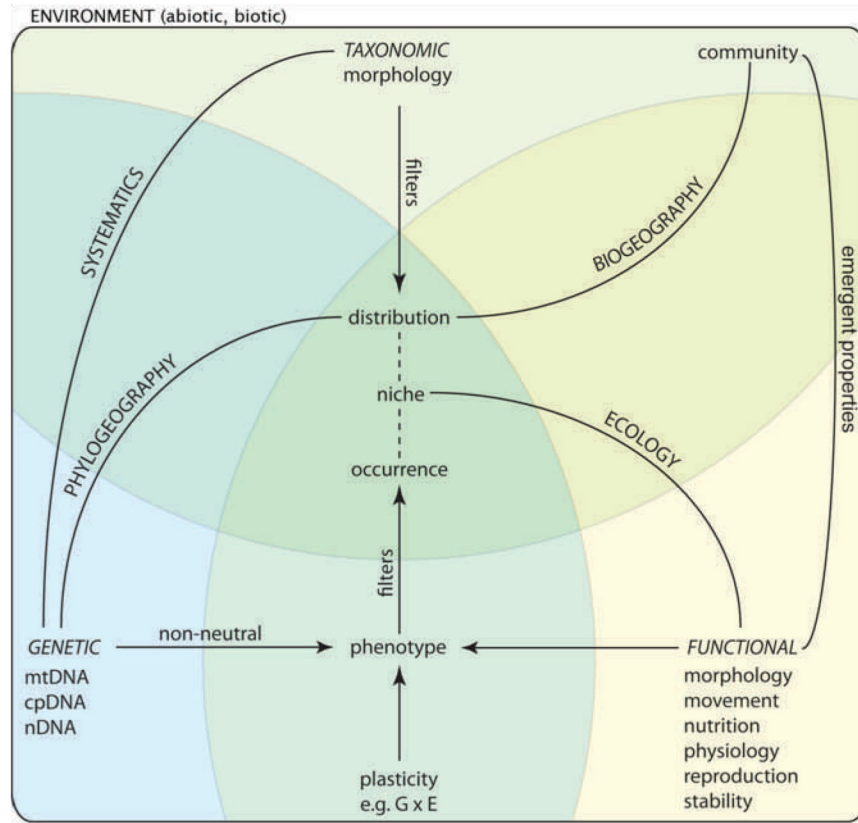 ENVIRONMENT (abiotic, biotic)
TAXONOMIC
morphology
community
filters
SYSTEMATICS
BIOGEOGRAPHY
emergent properties
distribution
PHYLOGEOGRAPHY
niche
ECOLOGY
occurrence
filters
GENETIC
mtDNA
cpDNA
nDNA
non-neutral
phenotype
FUNCTIONAL
morphology
movement
nutrition
physiology
reproduction
stability
plasticity
e.g. G x E